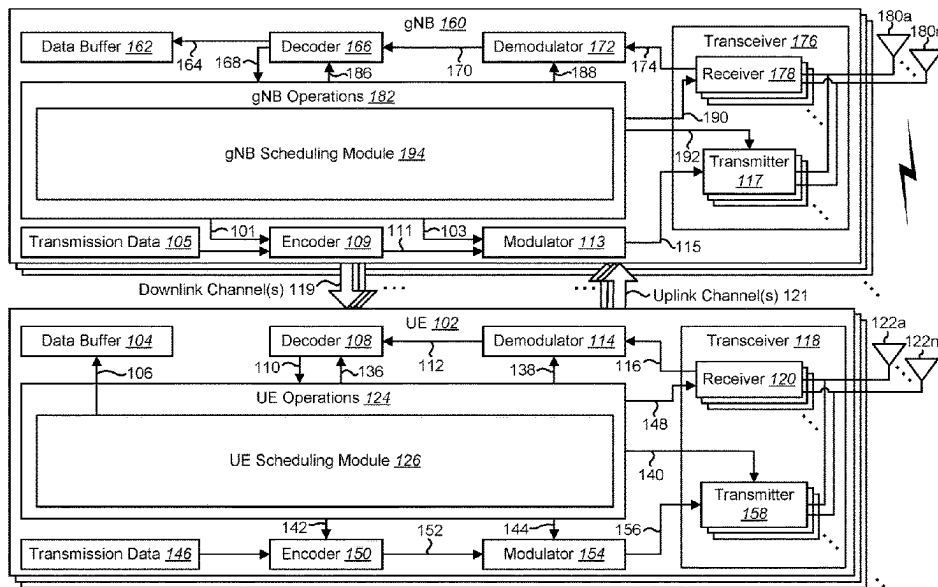 gNB 160
180a
180n
Data Buffer 162
Decoder 166
Demodulator 172
Transceiver 176
164
168
186
170
188
174
Receiver 178
gNB Operations 182
190
gNB Scheduling Module 194
192
Transmitter
117
101
103
Transmission Data 105
Encoder 109
111
Modulator 113
115
Downlink Channel(s) 119
Uplink Channel(s) 121
UE 102
122a
122n
Data Buffer 104
Decoder 108
Demodulator 114
Transceiver 118
106
110
136
112
138
116
Receiver 120
UE Operations 124
148
UE Scheduling Module 126
140
Transmitter
158
142
152
144
156
Transmission Data 146
Encoder 150
Modulator 154